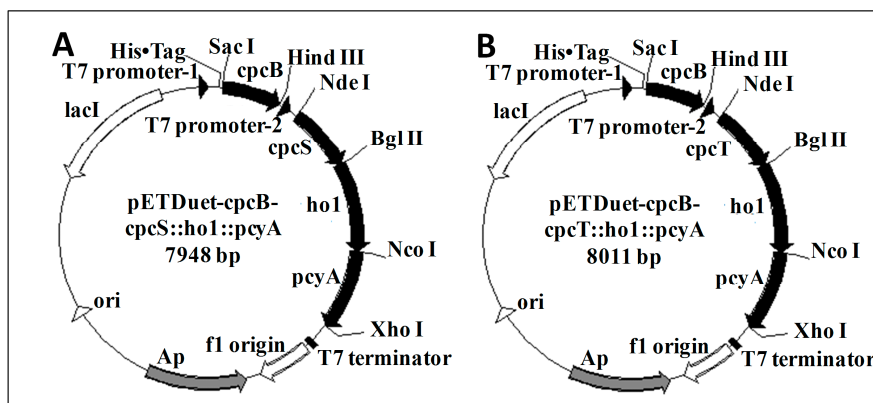 A
His•Tag
Sac I
cpcB
Hind III
T7 promoter-1
Nde I
lacI
T7 promoter-2
cpcS
Bgl II
pETDuet-cpcB-
cpcS::ho1::pcyA
7948 bp
ho1
Nco I
pcyA
ori
Xho I
f1 origin
T7 terminator
Ap
B
His•Tag
Sac I
cpcB
Hind III
T7 promoter-1
Nde I
lacI
T7 promoter-2
cpcT
Bgl II
pETDuet-cpcB-
cpcT::ho1::pcyA
8011 bp
ho1
Nco I
pcyA
ori
Xho I
f1 origin
T7 terminator
Ap